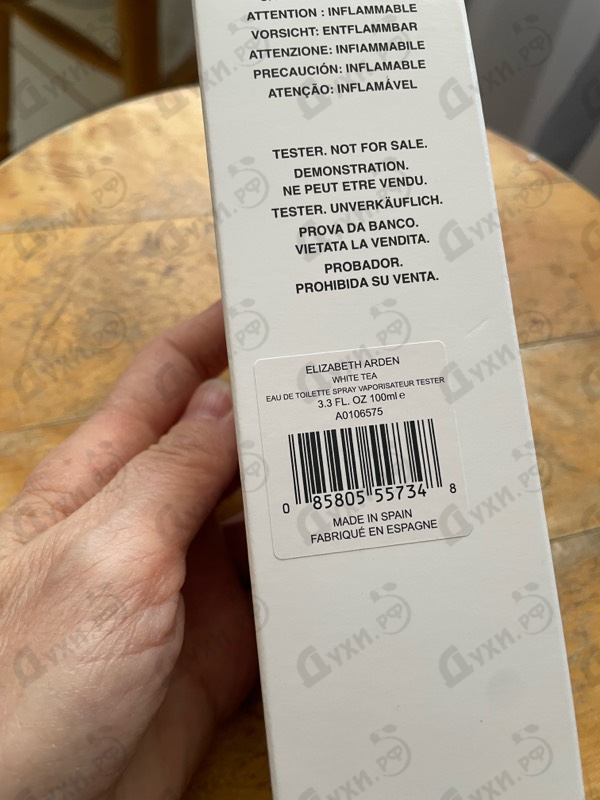 ATTENTION : INFLAMMABLE
VORSICHT: ENTFLAMMBAR
ATTENZIONE: INFIAMMABILE
PRECAUCIÓN: INFLAMABLE
ATENÇÃO: INFLAMÁVEL
TESTER. NOT FOR SALE.
DEMONSTRATION.
NE PEUT ETRE VENDU.
TESTER. UNVERKÄUFLICH.
PROVA DA BANCO.
VIETATA LA VENDITA.
PROBADOR.
PROHIBIDA SU VENTA.
ELIZABETH ARDEN
WHITE TEA
EAU DE TOILETTE SPRAY VAPORISATEUR TESTER
3.3 FL. OZ 100ml e
A0106575
0 85805 55734 8
MADE IN SPAIN
FABRIQUÉ EN ESPAGNE
Духи.рф